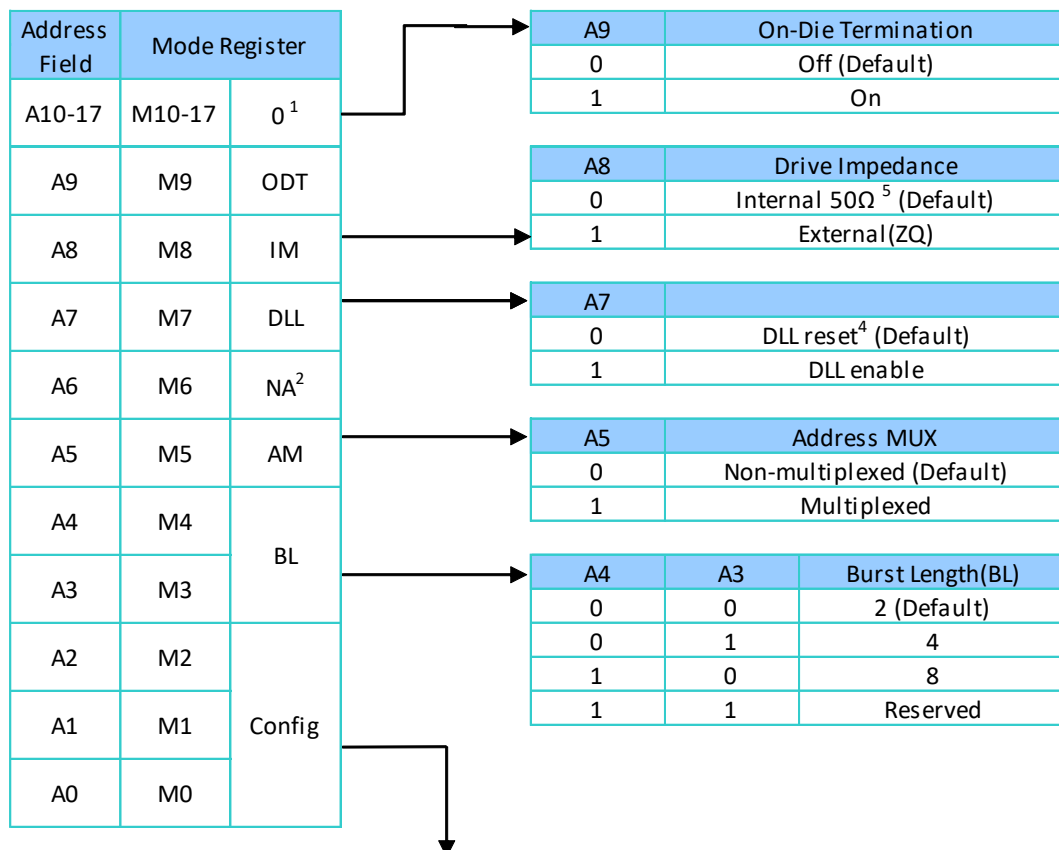 Address Field Mode Register
A10-17 M10-17 0¹
A9 M9 ODT
A8 M8 IM
A7 M7 DLL
A6 M6 NA²
A5 M5 AM
A4 M4
BL
A3 M3
A2 M2
A1 M1 Config
A0 M0
A9 On-Die Termination
0 Off (Default)
1 On
A8 Drive Impedance
0 Internal 50Ω ⁵ (Default)
1 External(ZQ)
A7
0 DLL reset⁴ (Default)
1 DLL enable
A5 Address MUX
0 Non-multiplexed (Default)
1 Multiplexed
A4 A3 Burst Length(BL)
0 0 2 (Default)
0 1 4
1 0 8
1 1 Reserved